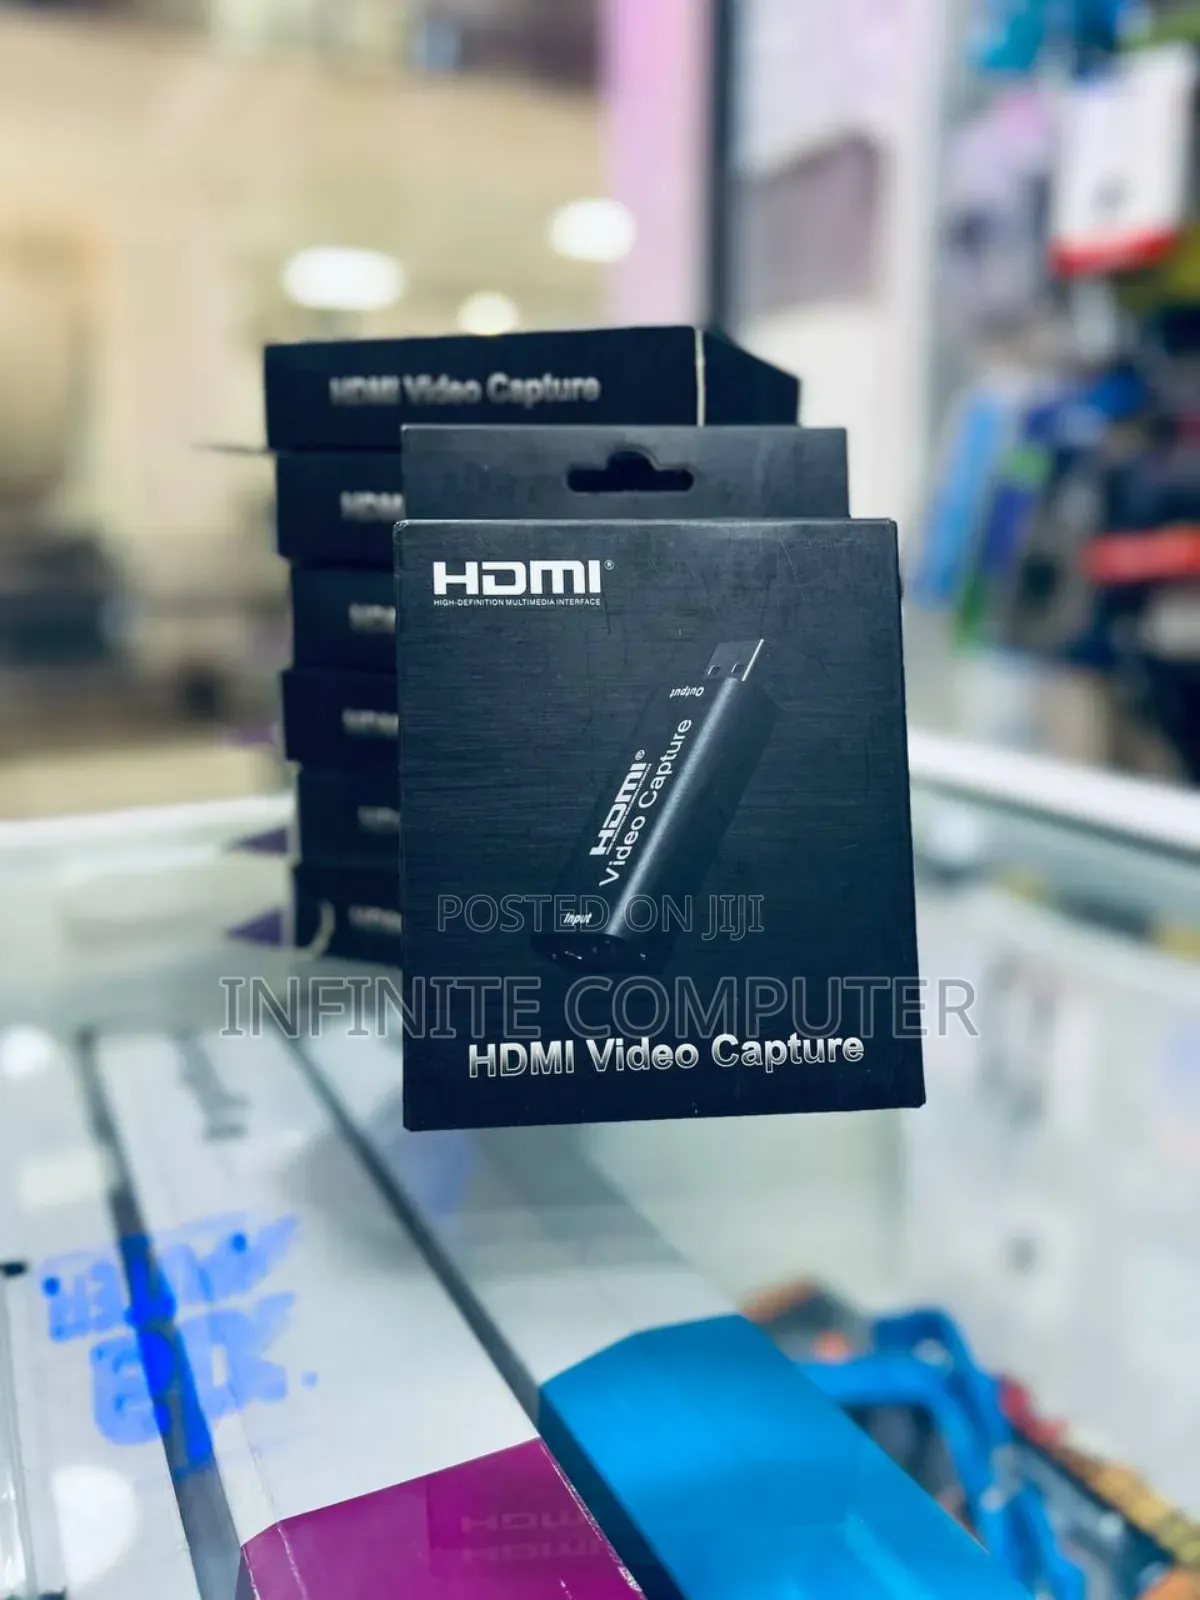 HDMI Video Capture
HDM
HDMI®
HIGH-DEFINITION MULTIMEDIA INTERFACE
Output
HDMI®
Video Capture
Input
POSTED ON JIJI
INFINITE COMPUTER
HDMI Video Capture
HDMI